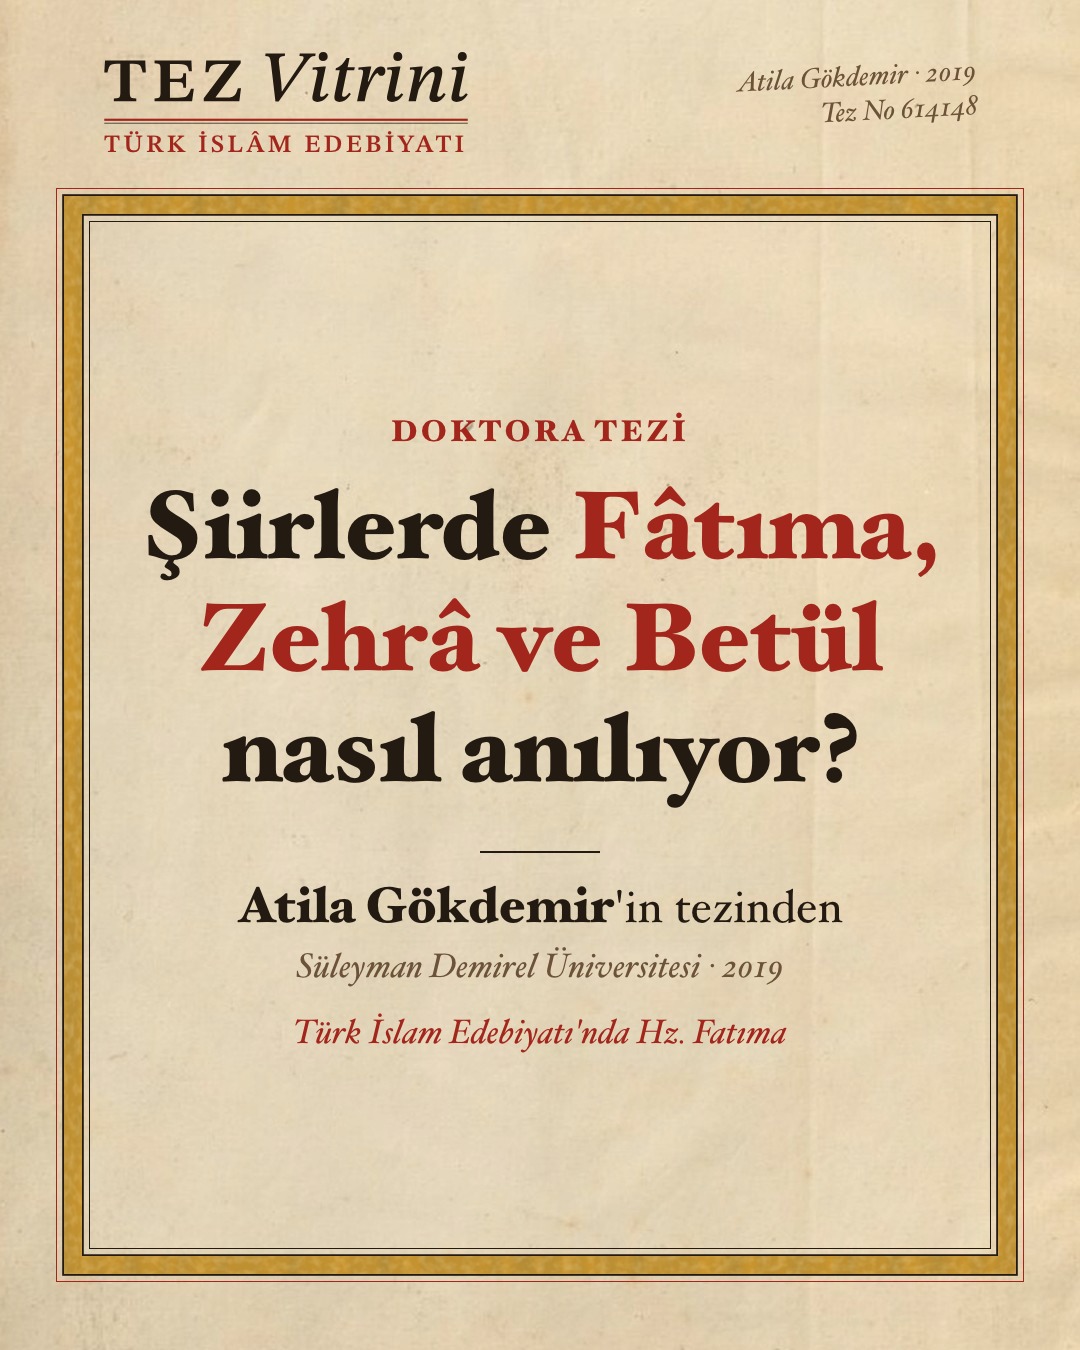 TEZ Vitrini
TÜRK İSLÂM EDEBİYATI
Atila Gökdemir · 2019
Tez No 614148
DOKTORA TEZİ
Şiirlerde Fâtıma,
Zehrâ ve Betül
nasıl anılıyor?
Atila Gökdemir'in tezinden
Süleyman Demirel Üniversitesi · 2019
Türk İslam Edebiyatı'nda Hz. Fatıma